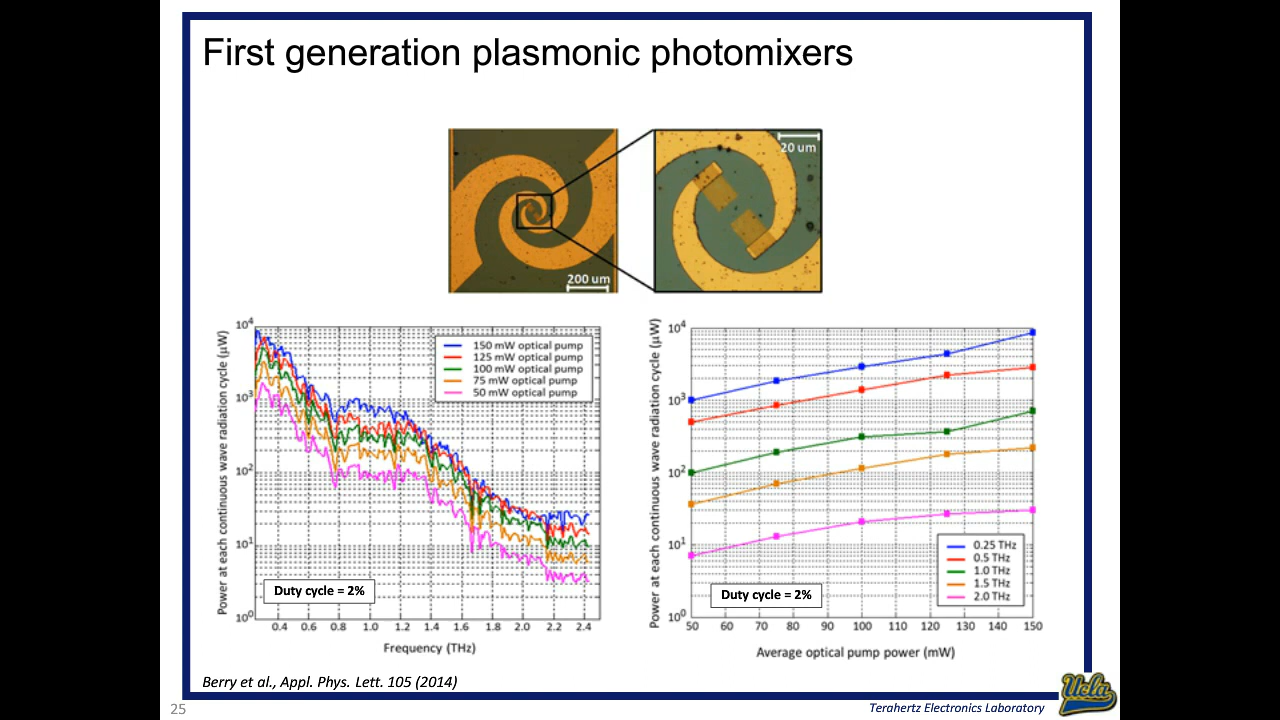 First generation plasmonic photomixers
20 um
200 um
Power at each continuous wave radiation cycle (µW)
10⁴
10³
10²
10¹
10⁰
150 mW optical pump
125 mW optical pump
100 mW optical pump
75 mW optical pump
50 mW optical pump
Duty cycle = 2%
0.4 0.6 0.8 1.0 1.2 1.4 1.6 1.8 2.0 2.2 2.4
Frequency (THz)
Power at each continuous wave radiation cycle (µW)
10⁴
10³
10²
10¹
10⁰
0.25 THz
0.5 THz
1.0 THz
1.5 THz
2.0 THz
Duty cycle = 2%
50 60 70 80 90 100 110 120 130 140 150
Average optical pump power (mW)
Berry et al., Appl. Phys. Lett. 105 (2014)
25
Terahertz Electronics Laboratory
Ucla